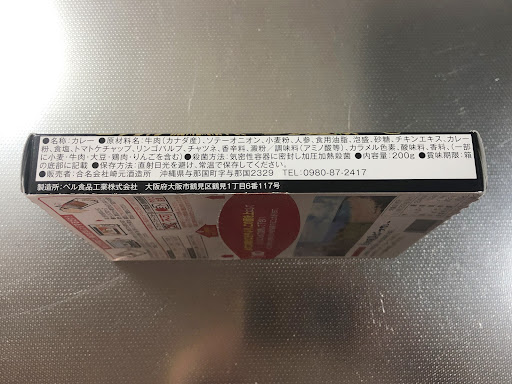 ●名称:カレー ●原材料名:牛肉(カナダ産)、ソテーオニオン、小麦粉、人参、食用油脂、泡盛、砂糖、チキンエキス、カレー
粉、食塩、トマトケチャップ、リンゴパルプ、チャツネ、香辛料、澱粉/調味料(アミノ酸等)、カラメル色素、酸味料、香料、(一部
に小麦・牛肉・大豆・鶏肉・りんごを含む) ●殺菌方法:気密性容器に密封し加圧加熱殺菌 ●内容量:200g ●賞味期限:箱
の底部に記載 ●保存方法:直射日光を避け、常温で保存してください。
●販売者:合名会社崎元酒造所 沖縄県与那国町字与那国2329 TEL:0980-87-2417
製造所:ベル食品工業株式会社 大阪府大阪市鶴見区鶴見1丁目6番117号